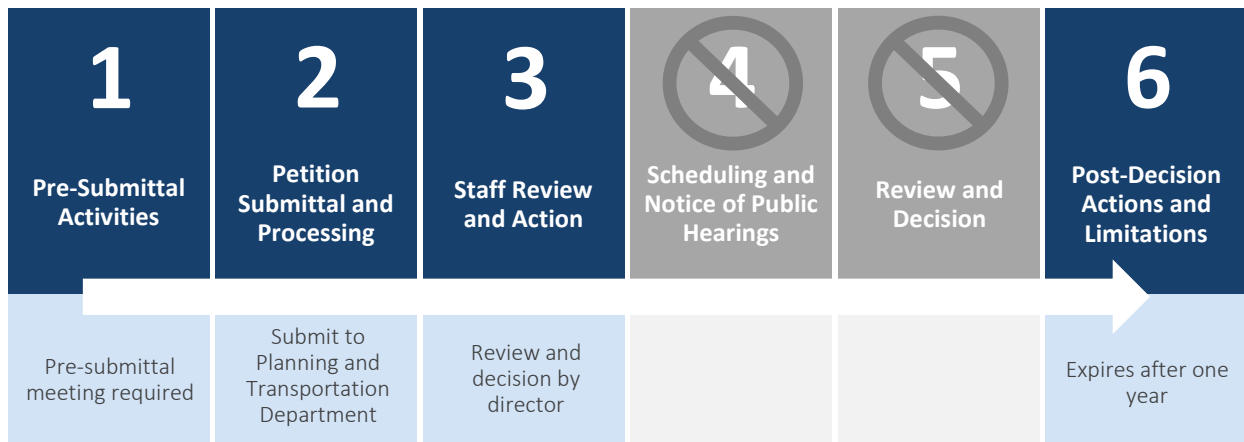 1
Pre-Submittal
Activities
Pre-submittal
meeting required
2
Petition
Submittal and
Processing
Submit to
Planning and
Transportation
Department
3
Staff Review
and Action
Review and
decision by
director
4
Scheduling and
Notice of Public
Hearings
5
Review and
Decision
6
Post-Decision
Actions and
Limitations
Expires after one
year